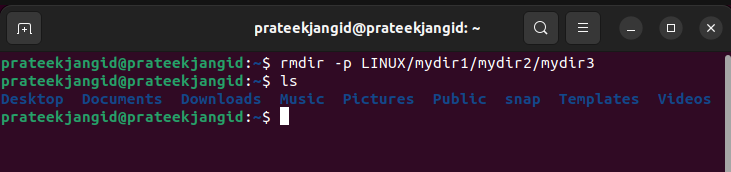 prateekjangid@prateekjangid: ~
prateekjangid@prateekjangid:~$ rmdir -p LINUX/mydir1/mydir2/mydir3
prateekjangid@prateekjangid:~$ ls
Desktop  Documents  Downloads  Music  Pictures  Public  snap  Templates  Videos
prateekjangid@prateekjangid:~$